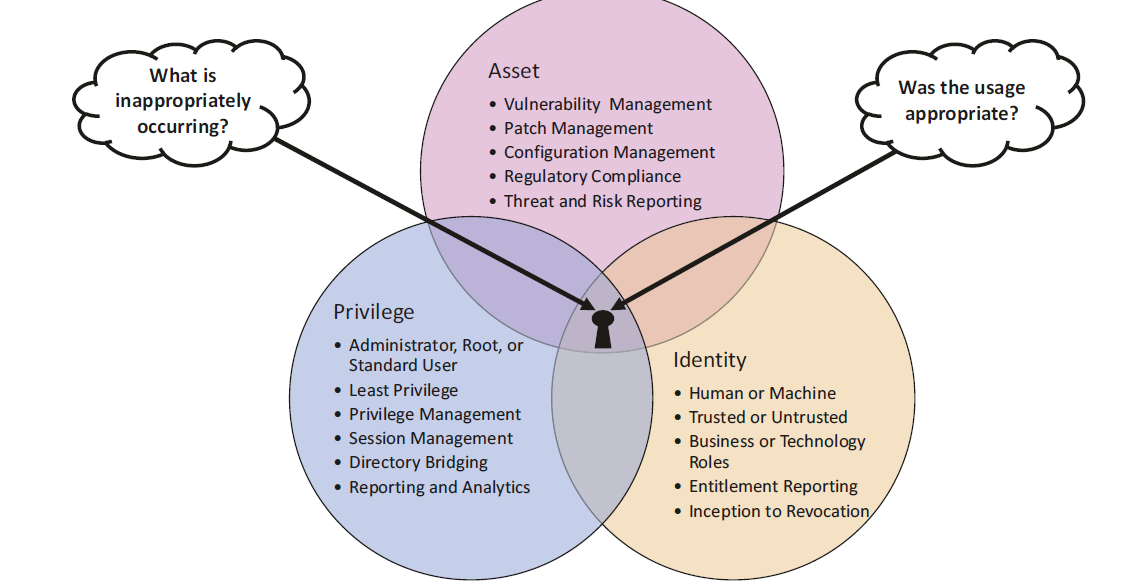 What is
inappropriately
occurring?
Was the usage
appropriate?
Asset
• Vulnerability Management
• Patch Management
• Configuration Management
• Regulatory Compliance
• Threat and Risk Reporting
Privilege
• Administrator, Root, or
Standard User
• Least Privilege
• Privilege Management
• Session Management
• Directory Bridging
• Reporting and Analytics
Identity
• Human or Machine
• Trusted or Untrusted
• Business or Technology
Roles
• Entitlement Reporting
• Inception to Revocation